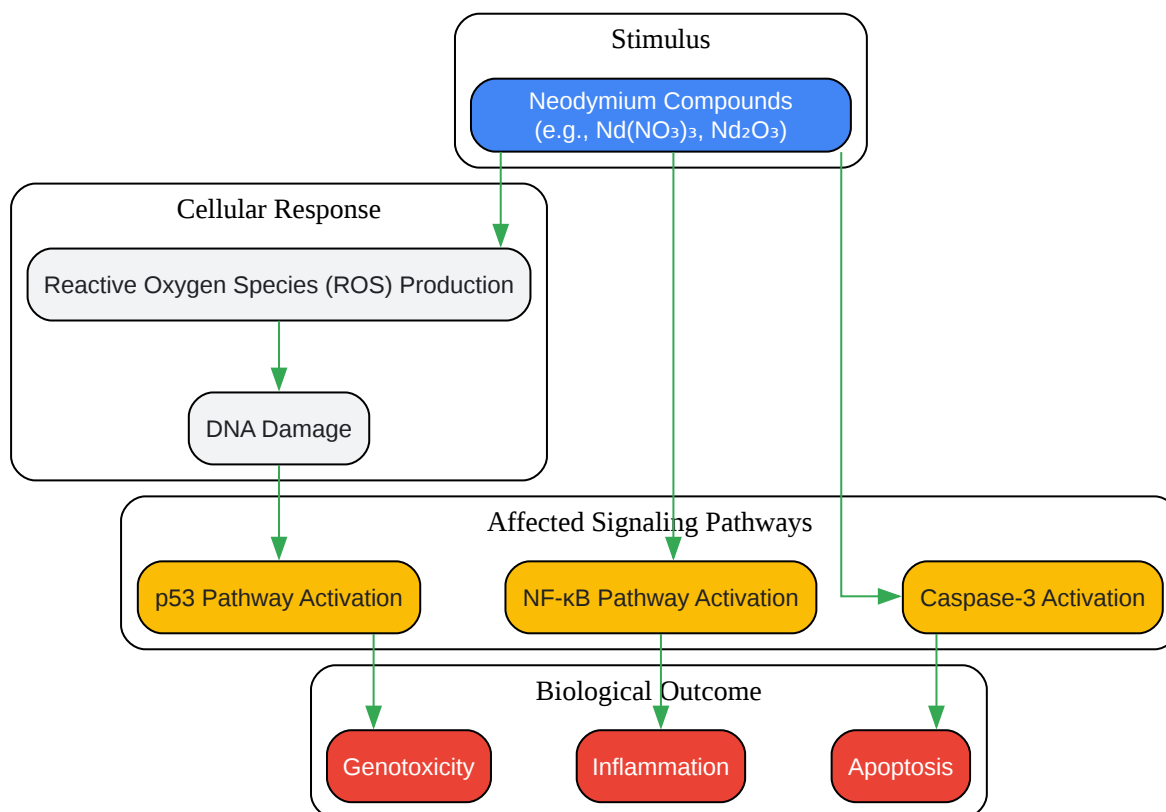 Stimulus
Neodymium Compounds
(e.g., Nd(NO₃)₃, Nd₂O₃)
Cellular Response
Reactive Oxygen Species (ROS) Production
DNA Damage
Affected Signaling Pathways
p53 Pathway Activation
NF-κB Pathway Activation
Caspase-3 Activation
Biological Outcome
Genotoxicity
Inflammation
Apoptosis